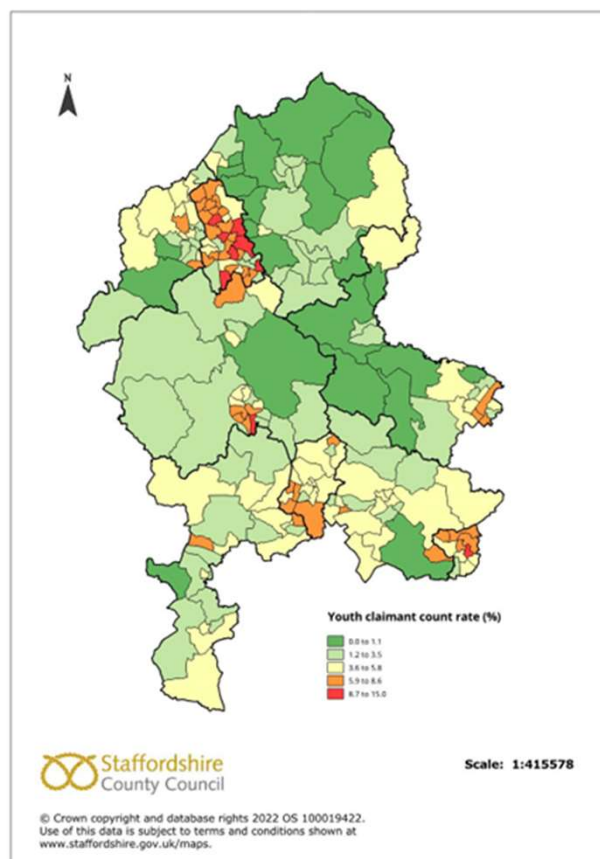 N
Youth claimant count rate (%)
0.0 to 1.1
1.2 to 3.5
3.6 to 5.8
5.9 to 8.6
8.7 to 15.0
Staffordshire
County Council
Scale: 1:415578
© Crown copyright and database rights 2022 OS 100019422.
Use of this data is subject to terms and conditions shown at
www.staffordshire.gov.uk/maps.